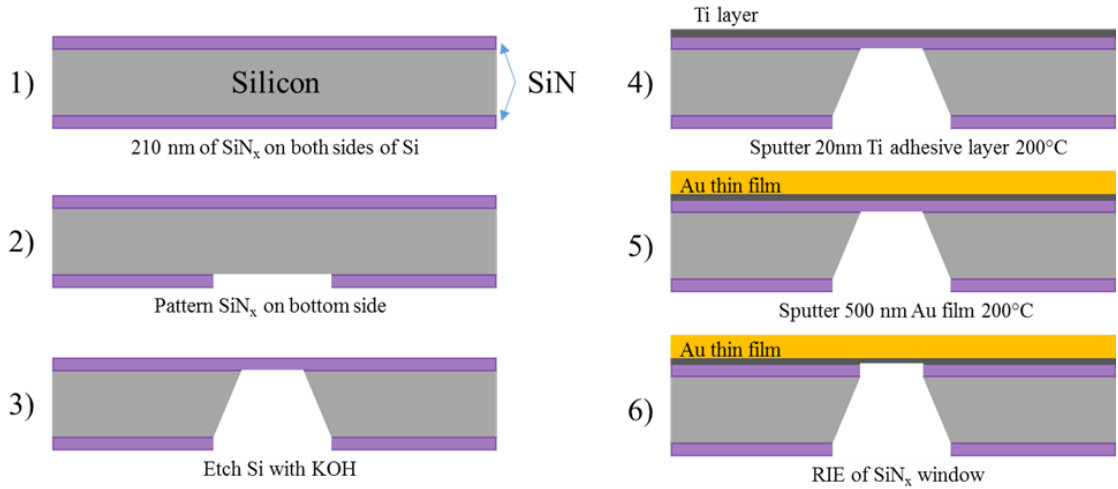 1)
Silicon
SiN
210 nm of SiNₓ on both sides of Si
2)
Pattern SiNₓ on bottom side
3)
Etch Si with KOH
Ti layer
4)
Sputter 20nm Ti adhesive layer 200°C
Au thin film
5)
Sputter 500 nm Au film 200°C
Au thin film
6)
RIE of SiNₓ window